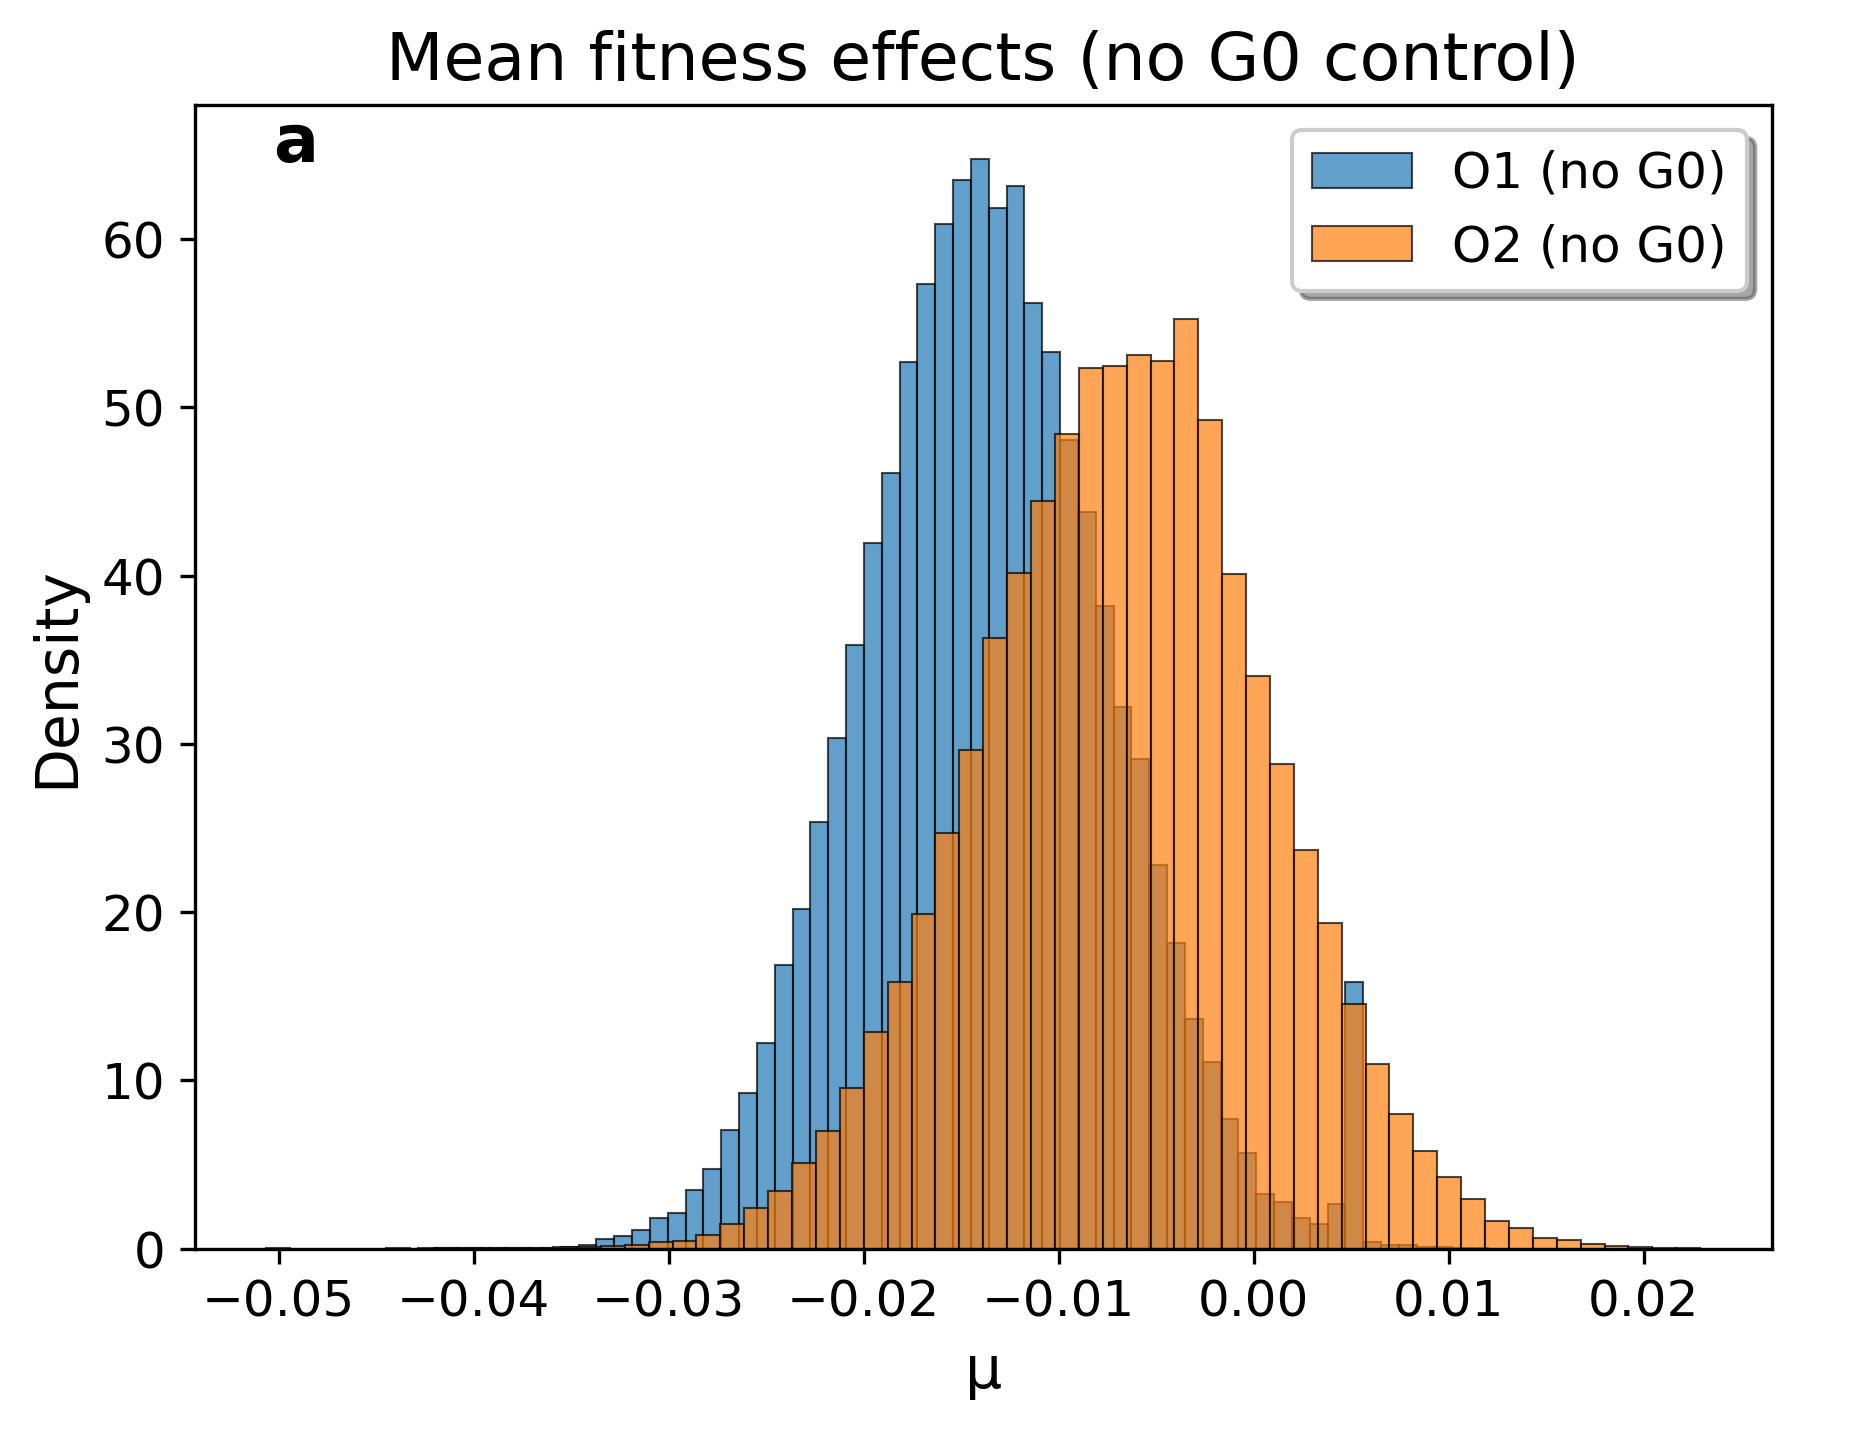 Mean fitness effects (no G0 control)
a
O1 (no G0)
O2 (no G0)
Density
60
50
40
30
20
10
0
−0.05 −0.04 −0.03 −0.02 −0.01 0.00 0.01 0.02
μ